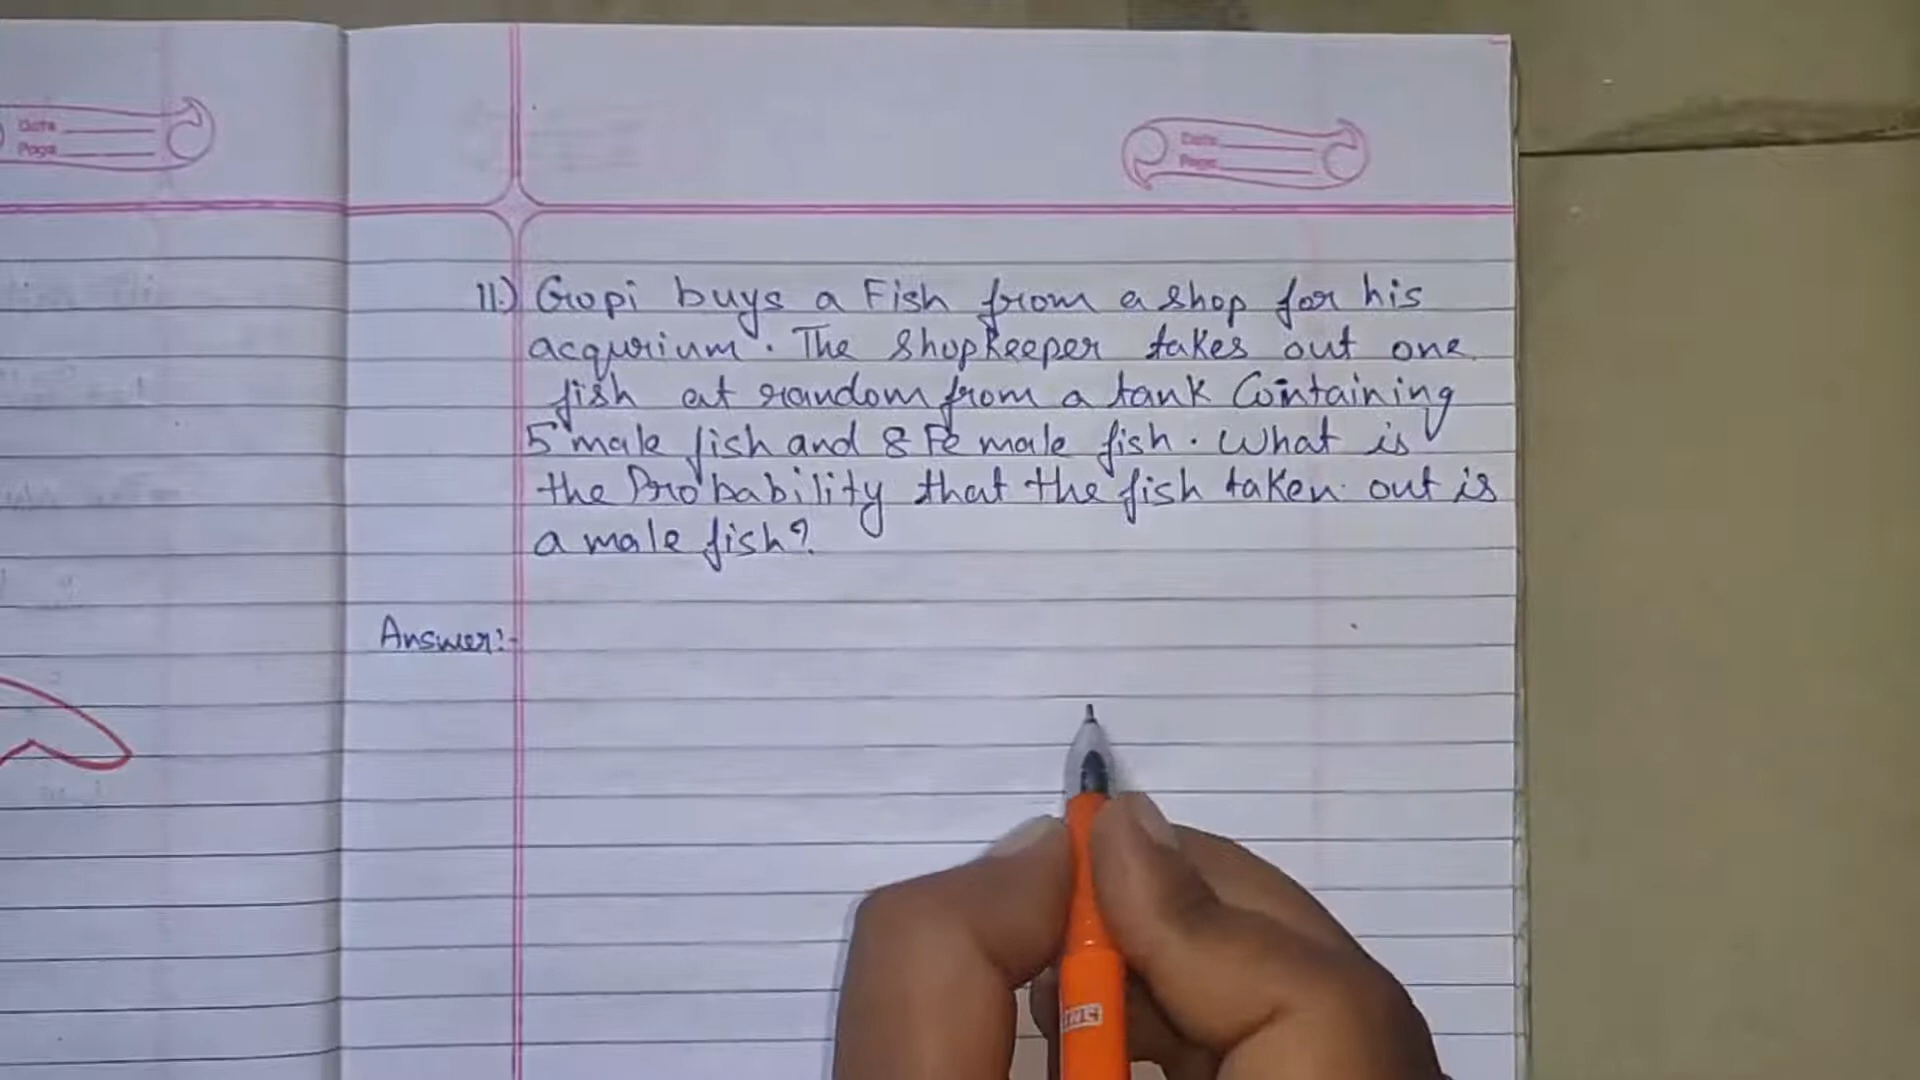 Date
Page
Date
Page
11.) Gopi buys a Fish from a shop for his
acqurium. The Shopkeeper takes out one
fish at random from a tank Containing
5 male fish and 8 Fe male fish. What is
the Probability that the fish taken out is
a male fish?
Answer:-